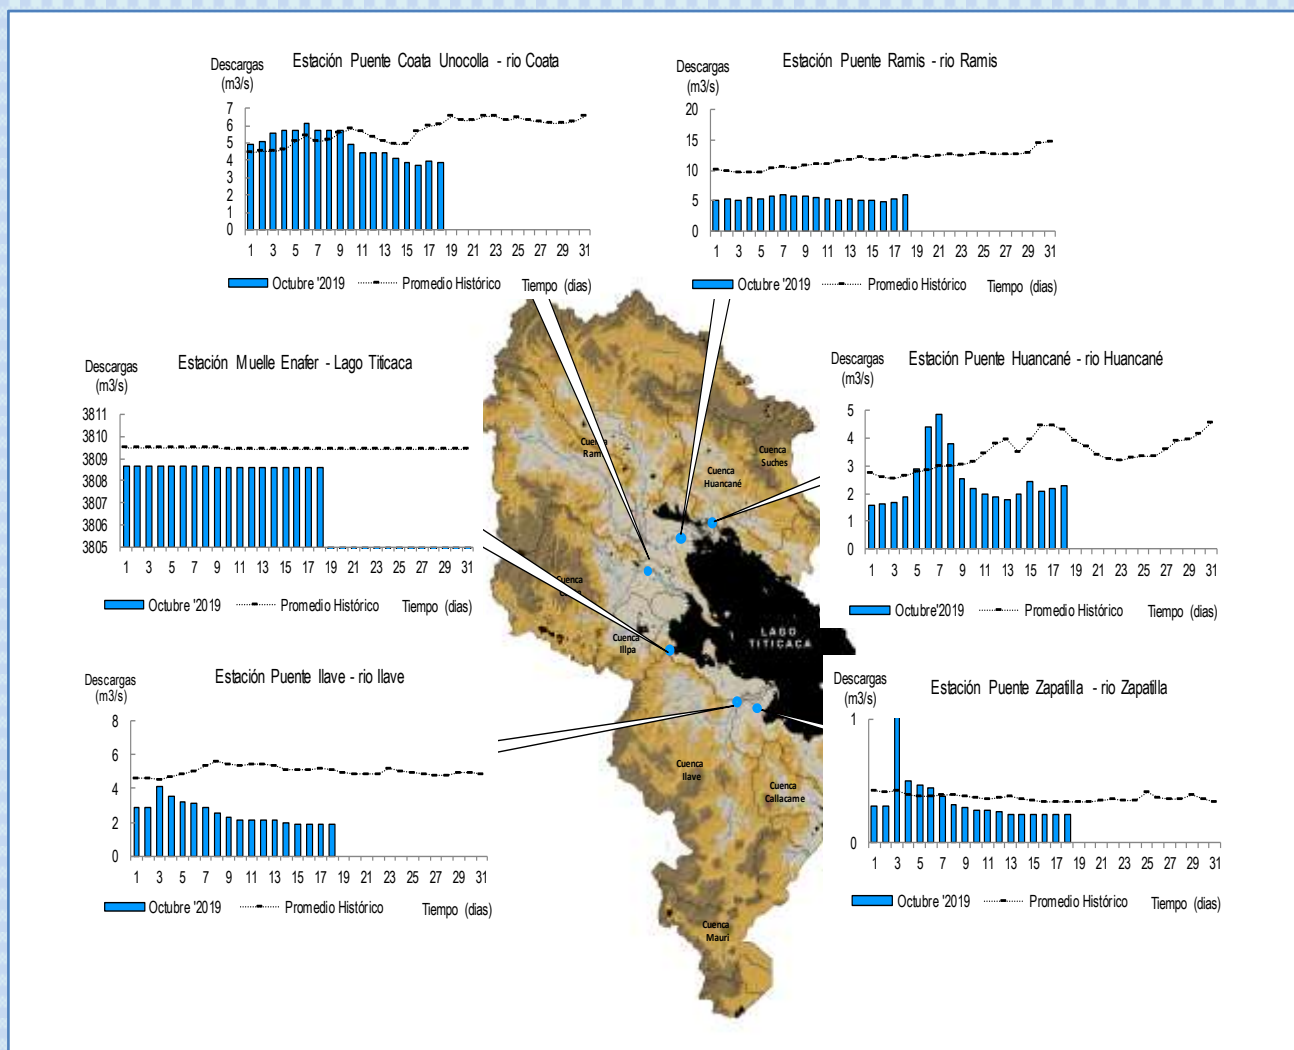 Estación Puente Coata Unocolla - rio Coata
Descargas
(m3/s)
7
6
5
4
3
2
1
0
1 3 5 7 9 11 13 15 17 19 21 23 25 27 29 31
Octubre '2019 Promedio Histórico Tiempo (dias)
Estación Puente Ramis - rio Ramis
Descargas
(m3/s)
20
15
10
5
0
1 3 5 7 9 11 13 15 17 19 21 23 25 27 29 31
Octubre '2019 Promedio Histórico Tiempo (dias)
Estación Muelle Enafer - Lago Titicaca
Descargas
(m3/s)
3811
3810
3809
3808
3807
3806
3805
1 3 5 7 9 11 13 15 17 19 21 23 25 27 29 31
Octubre '2019 Promedio Histórico Tiempo (dias)
Estación Puente Huancané - rio Huancané
Descargas
(m3/s)
5
4
3
2
1
0
1 3 5 7 9 11 13 15 17 19 21 23 25 27 29 31
Octubre'2019 Promedio Histórico Tiempo (dias)
Cuenca
Suches
Cuenca
Huancané
Cuenca
Illpa
LAGO
TITICACA
Cuenca
Ilave
Cuenca
Callacame
Cuenca
Mauri
Estación Puente Ilave - rio Ilave
Descargas
(m3/s)
8
6
4
2
0
1 3 5 7 9 11 13 15 17 19 21 23 25 27 29 31
Octubre '2019 Promedio Histórico Tiempo (dias)
Estación Puente Zapatilla - rio Zapatilla
Descargas
(m3/s)
1
0
1 3 5 7 9 11 13 15 17 19 21 23 25 27 29 31
Octubre '2019 Promedio Histórico Tiempo (dias)